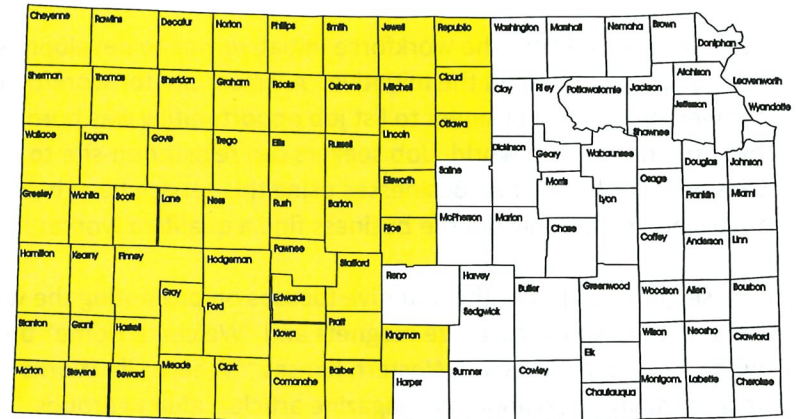 Cheyenne Rawlins Decatur Norton Phillips Smith Jewell Republic Washington Marshall Nemaha Brown
Doniphan
Sherman Thomas Sheridan Graham Rooks Osborne Mitchell Cloud Clay Riley Pottawatomie Jackson Atchison Leavenworth
Jefferson Wyandotte
Wallace Logan Gove Trego Ellis Russell Lincoln Ottawa Dickinson Geary Wabaunsee Shawnee Douglas Johnson
Ellsworth Saline Morris Osage
Greeley Wichita Scott Lane Ness Rush Barton McPherson Marion Lyon Franklin Miami
Rice Chase
Hamilton Kearny Finney Hodgeman Pawnee Stafford Coffey Anderson Linn
Reno Harvey Butler Greenwood Woodson Allen Bourbon
Gray Ford Edwards Sedgwick
Stanton Grant Haskell Kiowa Pratt Kingman Wilson Neosho Crawford
Elk
Morton Stevens Seward Meade Clark Comanche Barber Harper Sumner Cowley Montgom. Labette Cherokee
Chautauqua